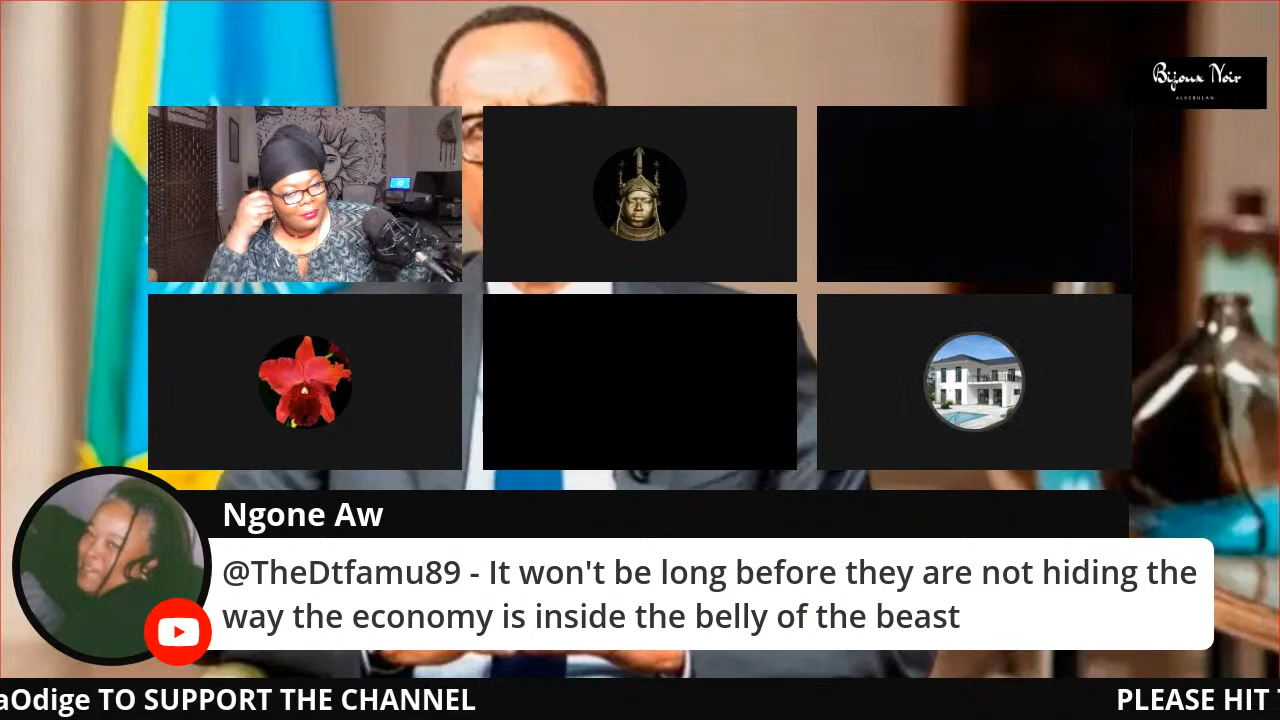 Bijoux Noir
ALKEBULAN
Ngone Aw
@TheDtfamu89 - It won't be long before they are not hiding the
way the economy is inside the belly of the beast
aOdige TO SUPPORT THE CHANNEL
PLEASE HIT